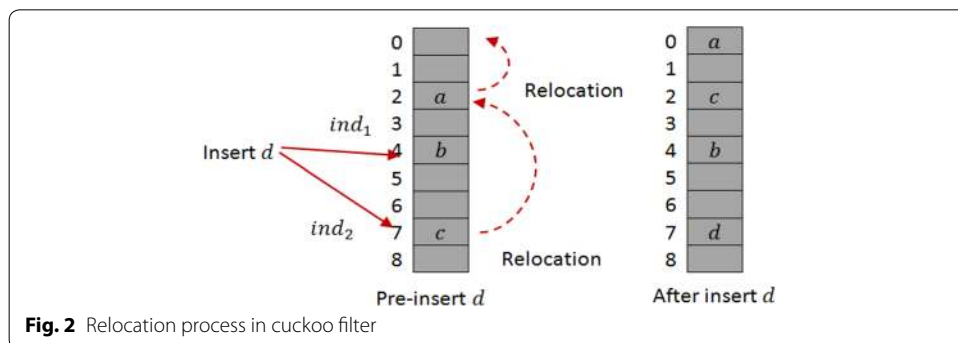 0 0 a
1 1
2 a Relocation 2 c
3 3
ind₁
4 b 4 b
Insert d
5 5
6 6
ind₂ 7 c 7 d
8 Relocation 8
Pre-insert d After insert d
Fig. 2 Relocation process in cuckoo filter